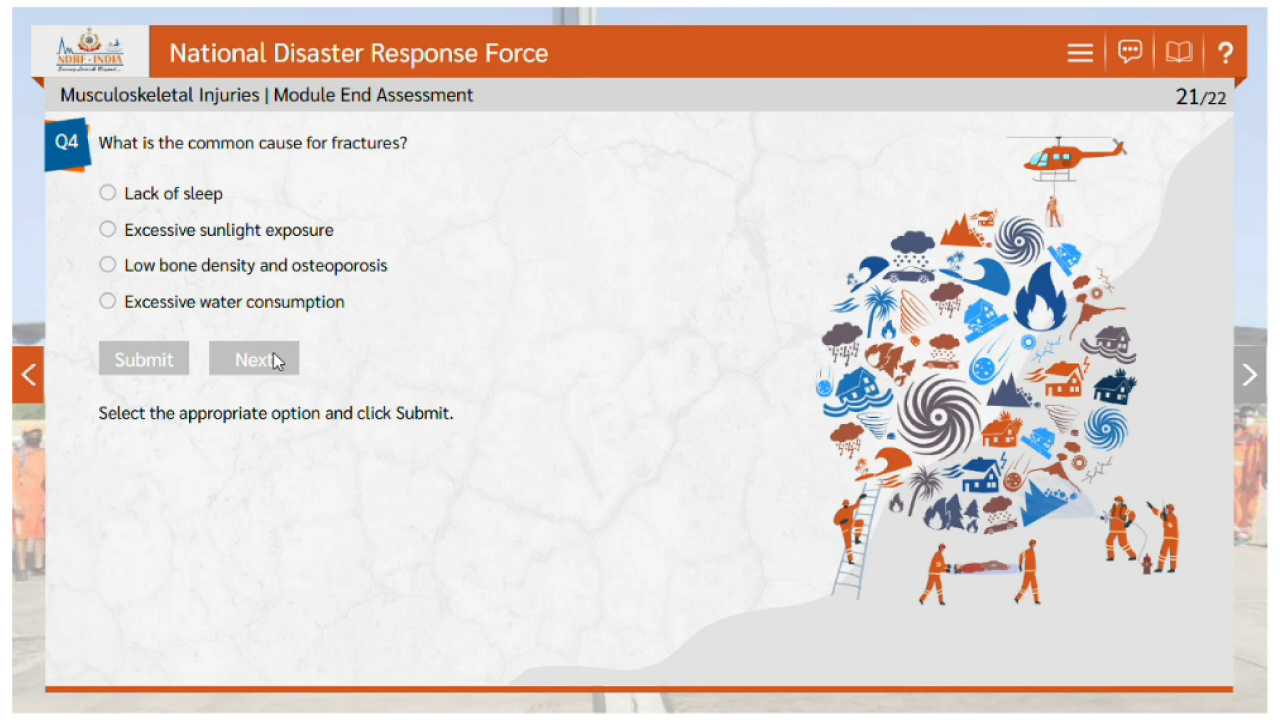 NDRF - INDIA
National Disaster Response Force
?
Musculoskeletal Injuries | Module End Assessment
21/22
Q4
What is the common cause for fractures?
Lack of sleep
Excessive sunlight exposure
Low bone density and osteoporosis
Excessive water consumption
Submit
Next
Select the appropriate option and click Submit.